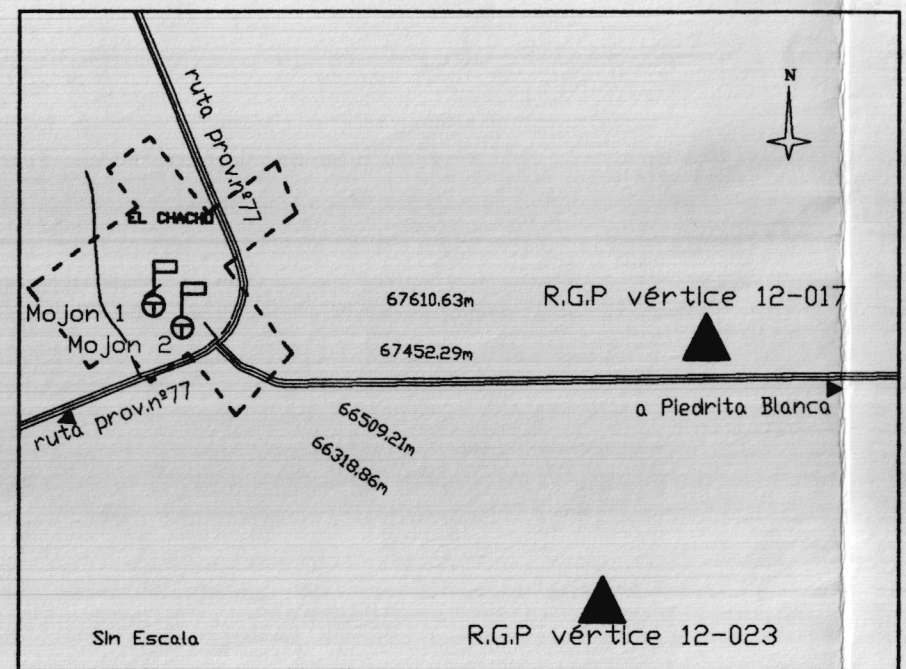 ruta prov.nº77
N
EL CHACHO
67610.63m
R.G.P vértice 12-017
Mojon 1
Mojon 2
67452.29m
a Piedrita Blanca
ruta prov.nº77
66509.21m
66318.86m
Sin Escala
R.G.P vértice 12-023